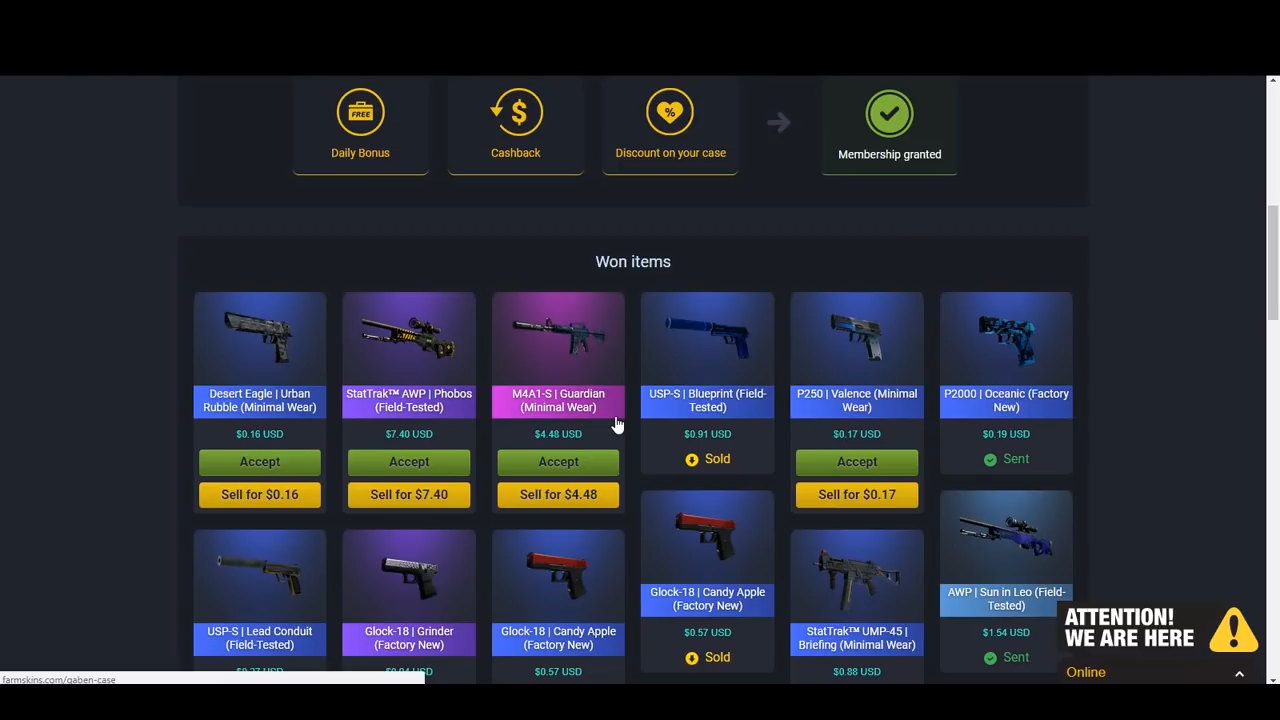 FREE
$
%
Daily Bonus
Cashback
Discount on your case
Membership granted
Won items
Desert Eagle | Urban
Rubble (Minimal Wear)
$0.16 USD
Accept
Sell for $0.16
StatTrak™ AWP | Phobos
(Field-Tested)
$7.40 USD
Accept
Sell for $7.40
M4A1-S | Guardian
(Minimal Wear)
$4.48 USD
Accept
Sell for $4.48
USP-S | Blueprint (Field-
Tested)
$0.91 USD
Sold
P250 | Valence (Minimal
Wear)
$0.17 USD
Accept
Sell for $0.17
P2000 | Oceanic (Factory
New)
$0.19 USD
Sent
USP-S | Lead Conduit
(Field-Tested)
Glock-18 | Grinder
(Factory New)
Glock-18 | Candy Apple
(Factory New)
$0.57 USD
Glock-18 | Candy Apple
(Factory New)
$0.57 USD
Sold
StatTrak™ UMP-45 |
Briefing (Minimal Wear)
$0.88 USD
AWP | Sun in Leo (Field-
Tested)
$1.54 USD
Sent
ATTENTION!
WE ARE HERE
Online
farmskins.com/gaben-case